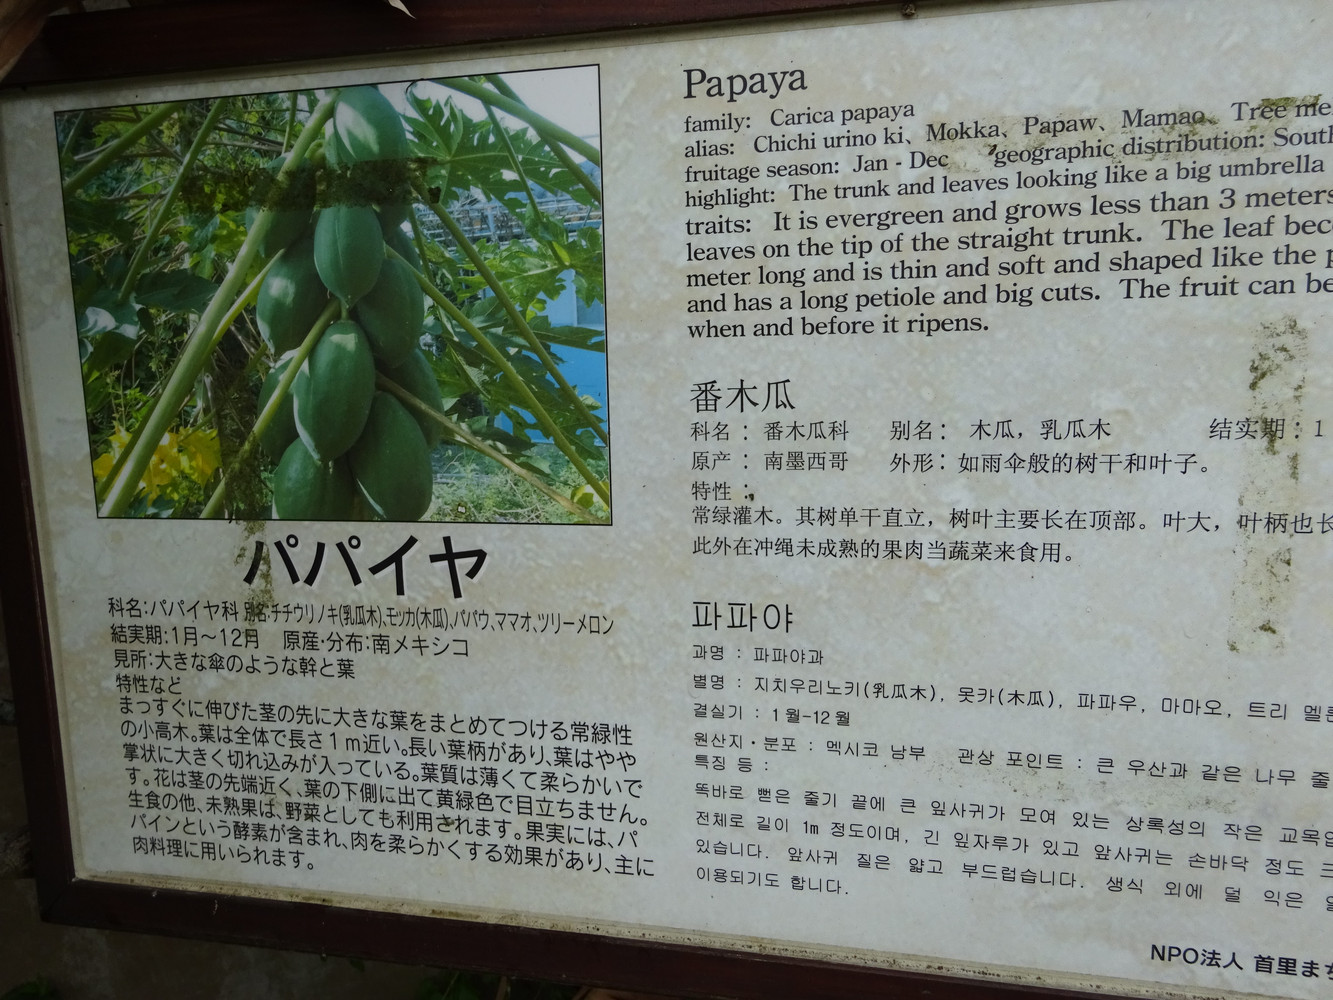 パパイヤ
科名:パパイヤ科 別名:チチウリノキ(乳瓜木)、モッカ(木瓜)、パパウ、ママオ、ツリーメロン
結実期:1月～12月 原産・分布:南メキシコ
見所:大きな傘のような幹と葉
特性など
まっすぐに伸びた茎の先に大きな葉をまとめてつける常緑性
の小高木。葉は全体で長さ1m近い。長い葉柄があり、葉はやや
掌状に大きく切れ込みが入っている。葉質は薄くて柔らかいで
す。花は茎の先端近く、葉の下側に出て黄緑色で目立ちません。
生食の他、未熟果は、野菜としても利用されます。果実には、パ
パインという酵素が含まれ、肉を柔らかくする効果があり、主に
肉料理に用いられます。
Papaya
family: Carica papaya
alias: Chichi urino ki、Mokka、Papaw、Mamao、Tree
fruitage season: Jan - Dec geographic distribution:
highlight: The trunk and leaves looking like a big umbrella
traits: It is evergreen and grows less than 3 meters
leaves on the tip of the straight trunk. The leaf
meter long and is thin and soft and shaped like the
and has a long petiole and big cuts. The fruit can be
when and before it ripens.
番木瓜
科名：番木瓜科 别名：木瓜，乳瓜木 结实期：1
原产：南墨西哥 外形：如雨伞般的树干和叶子。
特性：
常绿灌木。其树单干直立，树叶主要长在顶部。叶大，叶柄也长
此外在冲绳未成熟的果肉当蔬菜来食用。
파파야
과명 : 파파야과
별명 : 지치우리노키(乳瓜木), 못카(木瓜), 파파우, 마마오, 트리
결실기 : 1월-12월
원산지・분포 : 멕시코 남부 관상 포인트 : 큰 우산과 같은 나무
특징 등 :
똑바로 뻗은 줄기 끝에 큰 잎사귀가 모여 있는 상록성의 작은
전체로 길이 1m 정도이며, 긴 잎자루가 있고 앞사귀는 손바닥 정도
있습니다. 앞사귀 질은 얇고 부드럽습니다. 생식 외에 덜 익은
이용되기도 합니다.
NPO法人 首里まち